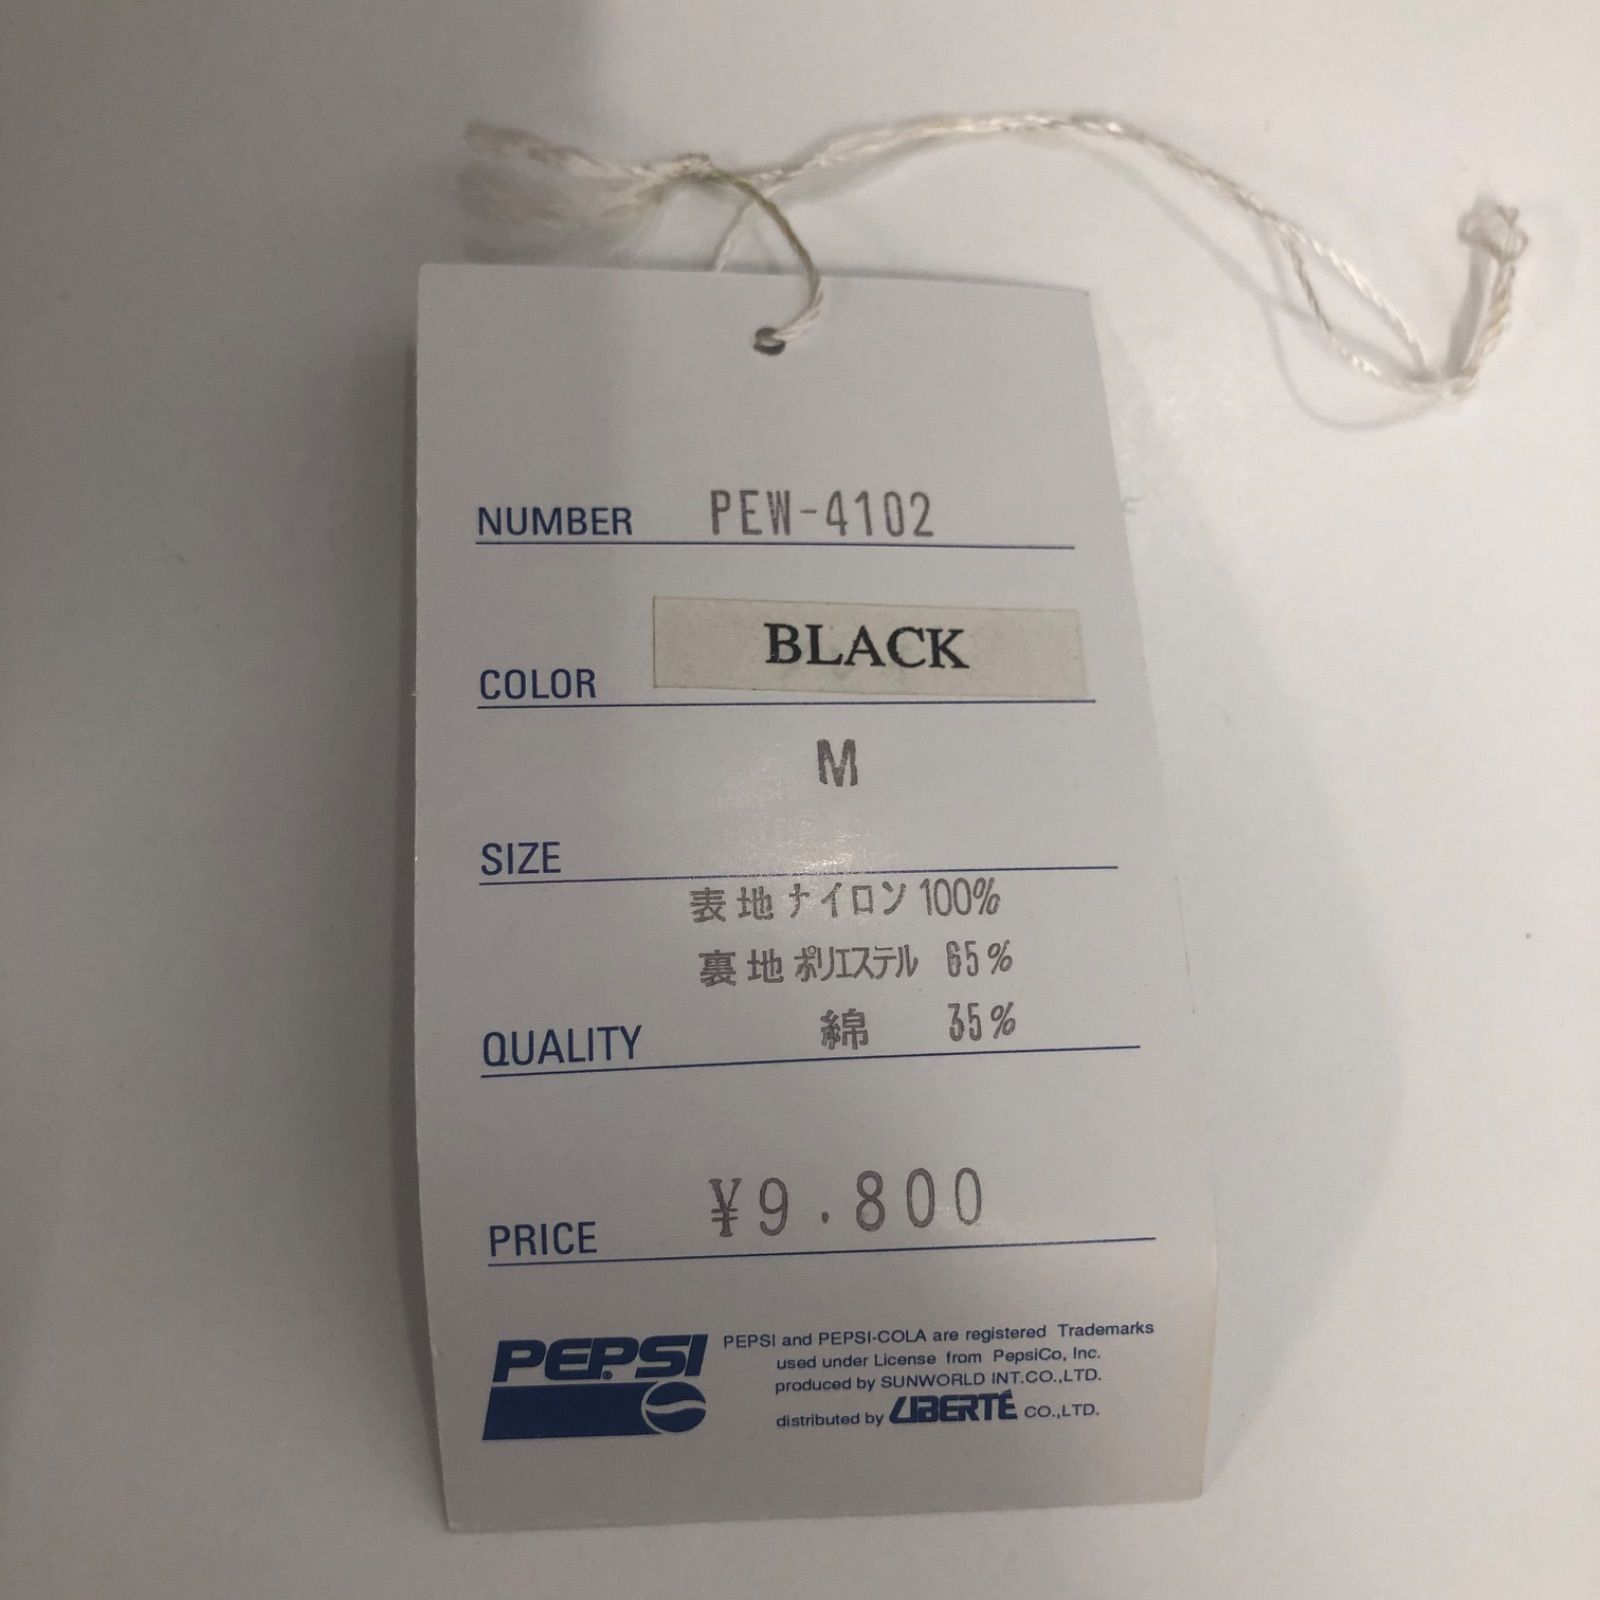 NUMBER PEW-4102
COLOR BLACK
SIZE M
表地ナイロン100%
裏地ポリエステル 65%
綿 35%
QUALITY
PRICE ¥9.800
PEPSI
PEPSI and PEPSI-COLA are registered Trademarks
used under License from PepsiCo, Inc.
produced by SUNWORLD INT.CO.,LTD.
distributed by LIBERTÉ CO.,LTD.